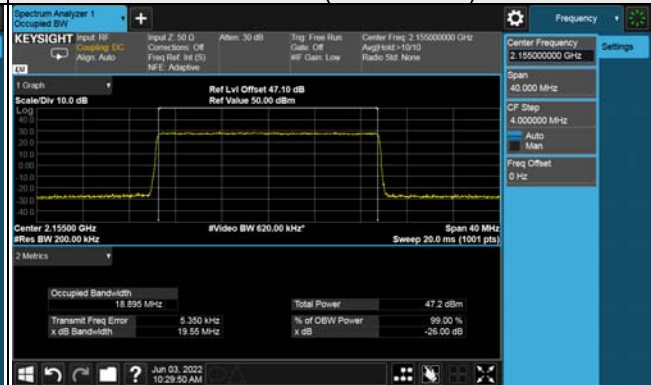 Spectrum Analyzer 1
Occupied BW
+
Frequency
KEYSIGHT
Input: RF
Coupling: DC
Align: Auto
Input Z: 50 Ω
Corrections: Off
Freq Ref: Int (S)
NFE: Adaptive
Atten: 30 dB
Trig: Free Run
Gate: Off
#IF Gain: Low
Center Freq: 2.155000000 GHz
Avg|Hold:>10/10
Radio Std: None
Center Frequency
2.155000000 GHz
Settings
Span
40.000 MHz
CF Step
4.000000 MHz
Auto
Man
Freq Offset
0 Hz
1 Graph
Scale/Div 10.0 dB
Ref Lvl Offset 47.10 dB
Ref Value 50.00 dBm
Log
40.0
30.0
20.0
10.0
0.00
-10.0
-20.0
-30.0
-40.0
Center 2.15500 GHz
#Res BW 200.00 kHz
#Video BW 620.00 kHz*
Span 40 MHz
Sweep 20.0 ms (1001 pts)
2 Metrics
Occupied Bandwidth
18.895 MHz
Total Power 47.2 dBm
Transmit Freq Error 5.350 kHz
% of OBW Power 99.00 %
x dB Bandwidth 19.55 MHz
x dB -26.00 dB
?
Jun 03, 2022
10:29:50 AM